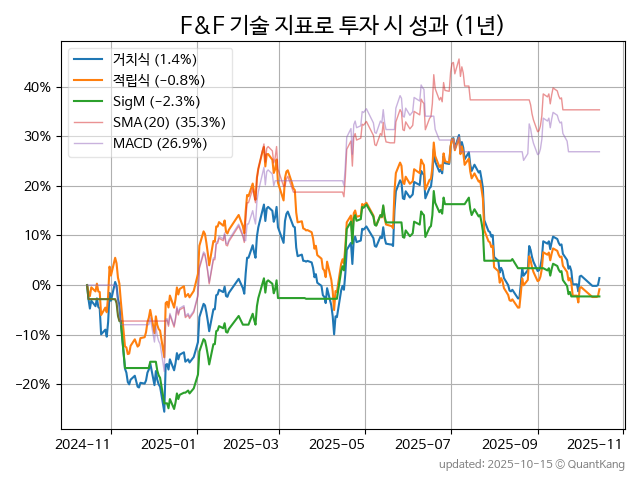 F&F 기술 지표로 투자 시 성과 (1년)
거치식 (1.4%)
적립식 (−0.8%)
SigM (−2.3%)
SMA(20) (35.3%)
MACD (26.9%)
40%
30%
20%
10%
0%
−10%
−20%
2024-11 2025-01 2025-03 2025-05 2025-07 2025-09 2025-11
updated: 2025-10-15 © QuantKang